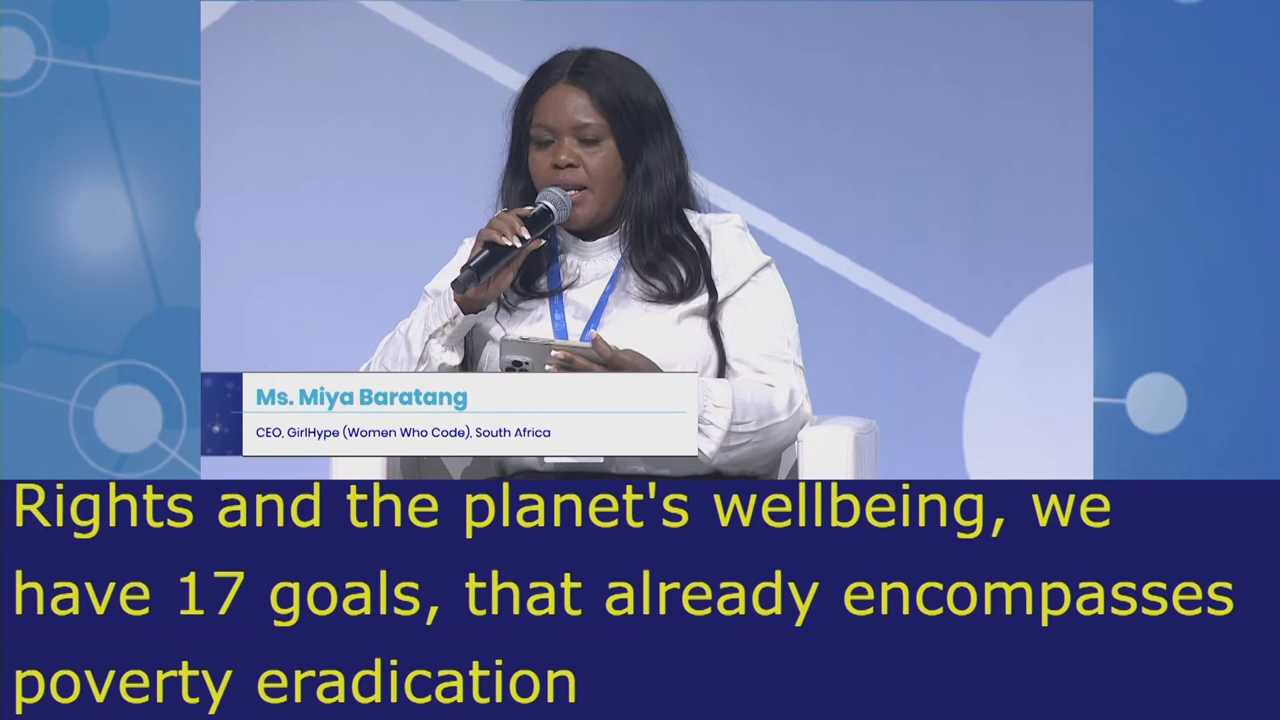 Ms. Miya Baratang
CEO, GirlHype (Women Who Code), South Africa
Rights and the planet's wellbeing, we
have 17 goals, that already encompasses
poverty eradication